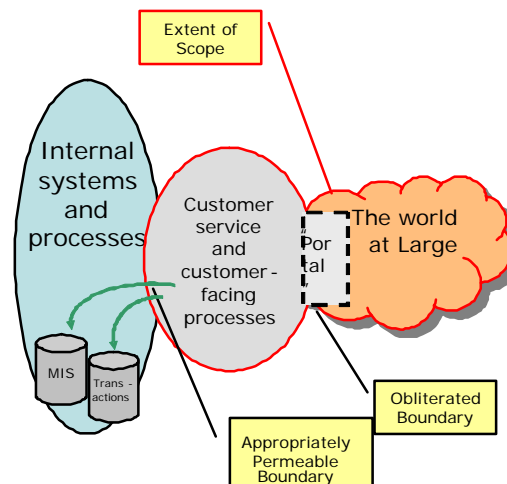 Extent of
Scope
Internal
systems
and
processes
Customer
service
and
customer-
facing
processes
"Por
tal
"
The world
at Large
MIS
Trans-
actions
Obliterated
Boundary
Appropriately
Permeable
Boundary